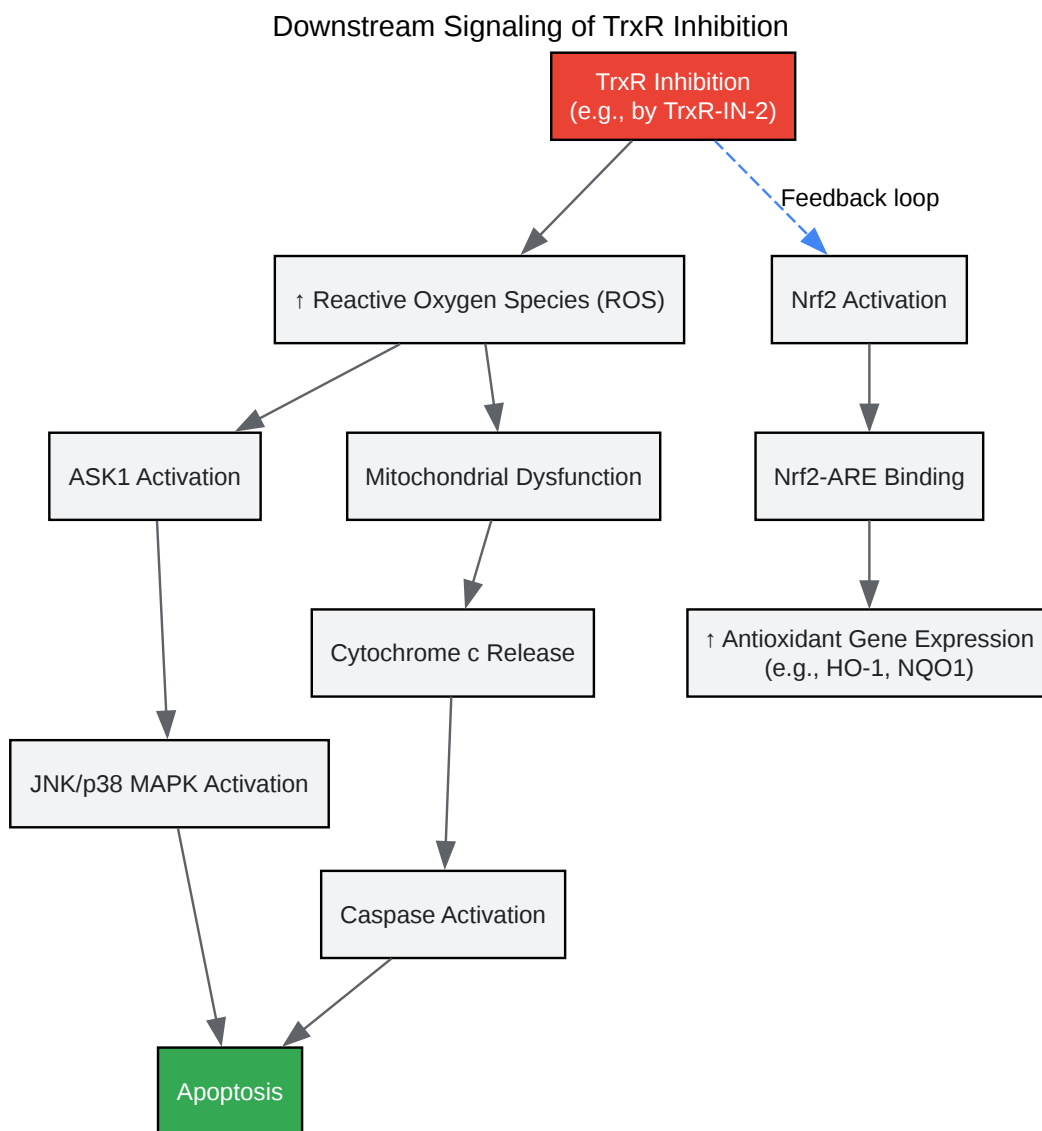 Downstream Signaling of TrxR Inhibition
TrxR Inhibition
(e.g., by TrxR-IN-2)
Feedback loop
↑ Reactive Oxygen Species (ROS)
Nrf2 Activation
ASK1 Activation
Mitochondrial Dysfunction
Nrf2-ARE Binding
Cytochrome c Release
↑ Antioxidant Gene Expression
(e.g., HO-1, NQO1)
JNK/p38 MAPK Activation
Caspase Activation
Apoptosis